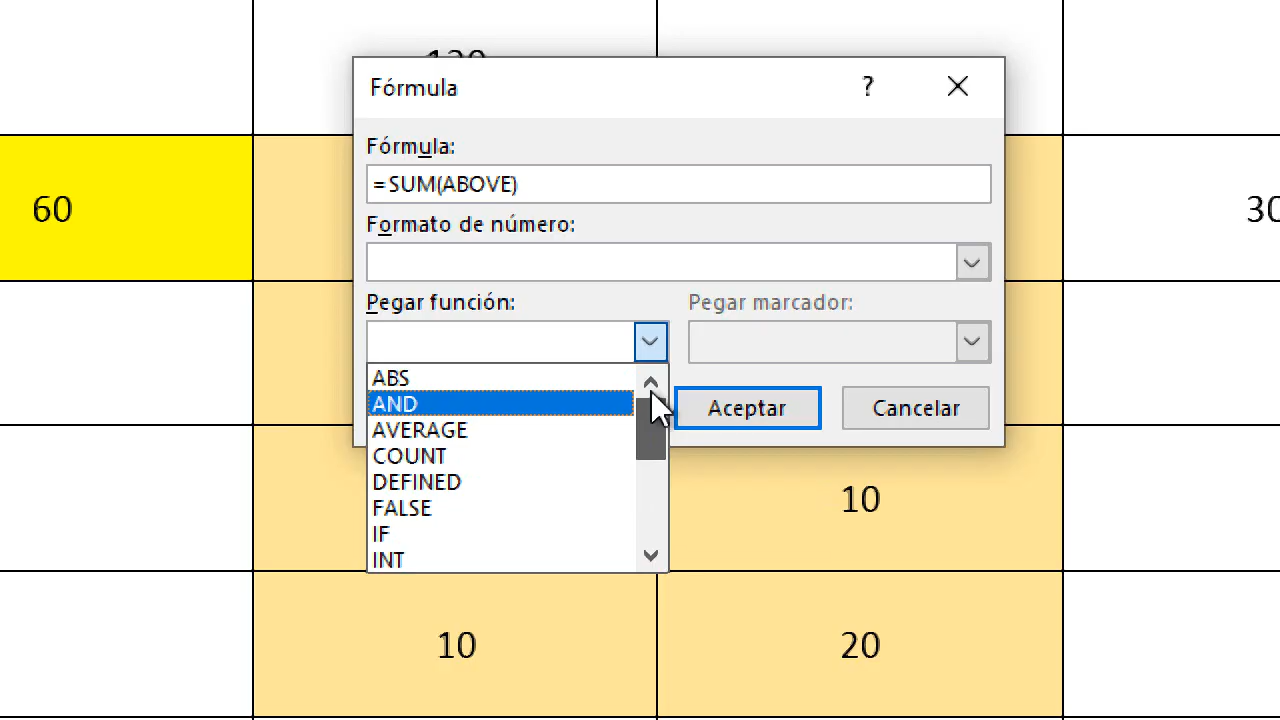 Fórmula
Fórmula:
=SUM(ABOVE)
60
30
Formato de número:
Pegar función:
Pegar marcador:
ABS
AND
AVERAGE
COUNT
DEFINED
FALSE
IF
INT
Aceptar
Cancelar
10
10
20